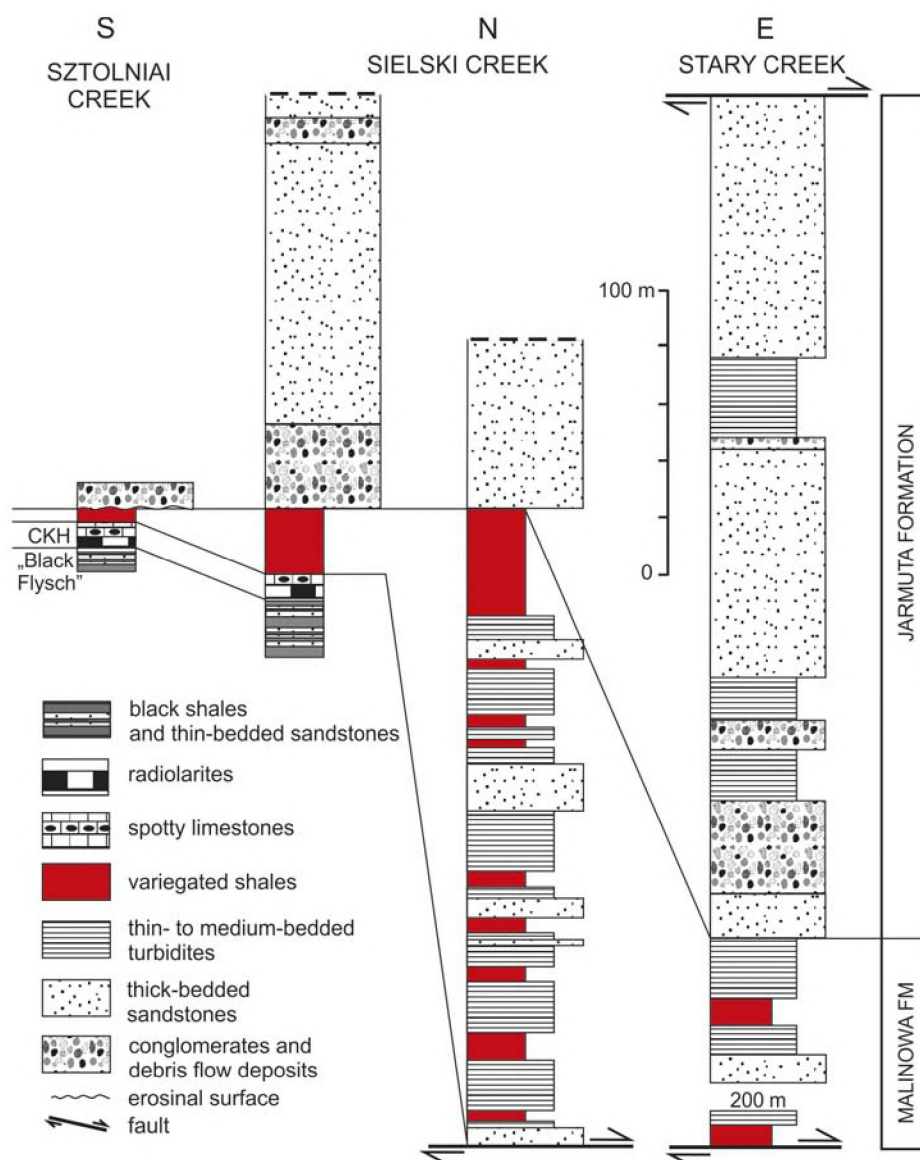 S
N
E
SZTOLNIAI
CREEK
SIELSKI CREEK
STARY CREEK
100 m
0
CKH
„Black
Flysch”
JARMUTA FORMATION
MALINOWA FM
200 m
black shales
and thin-bedded sandstones
radiolarites
spotty limestones
variegated shales
thin- to medium-bedded
turbidites
thick-bedded
sandstones
conglomerates and
debris flow deposits
erosinal surface
fault